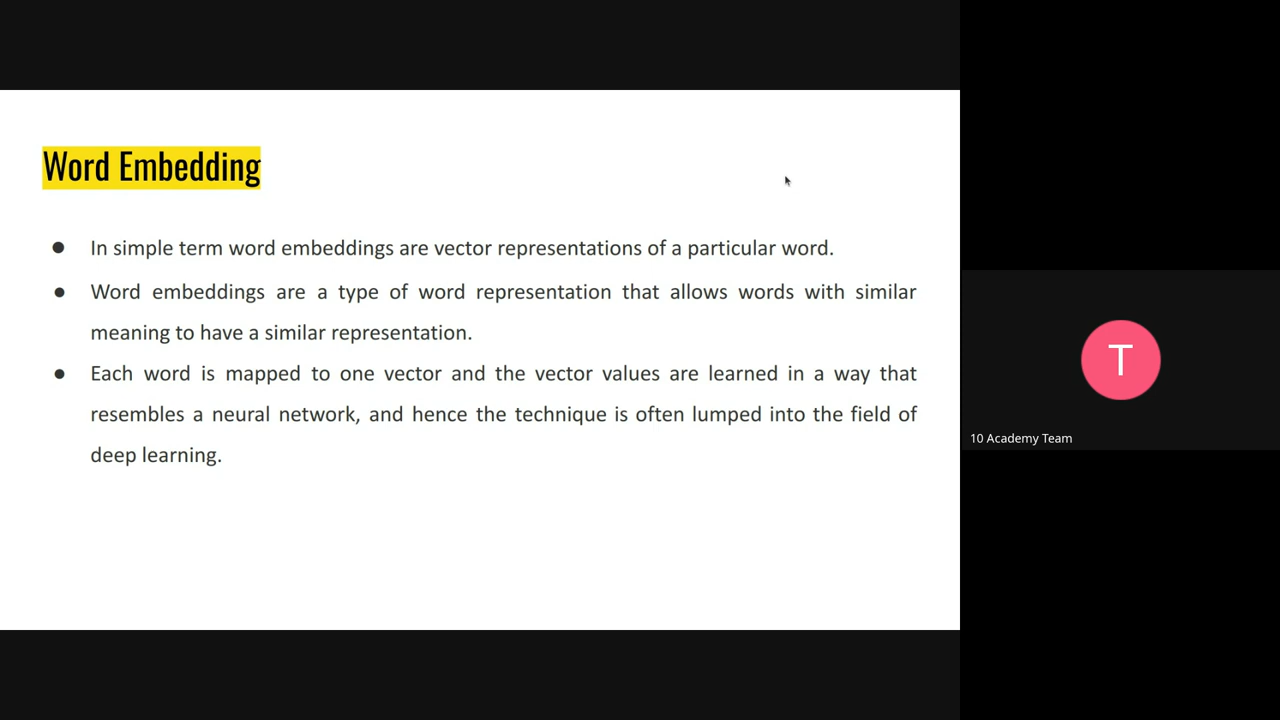 Word Embedding
● In simple term word embeddings are vector representations of a particular word.
● Word embeddings are a type of word representation that allows words with similar
meaning to have a similar representation.
● Each word is mapped to one vector and the vector values are learned in a way that
resembles a neural network, and hence the technique is often lumped into the field of
deep learning.
T
10 Academy Team